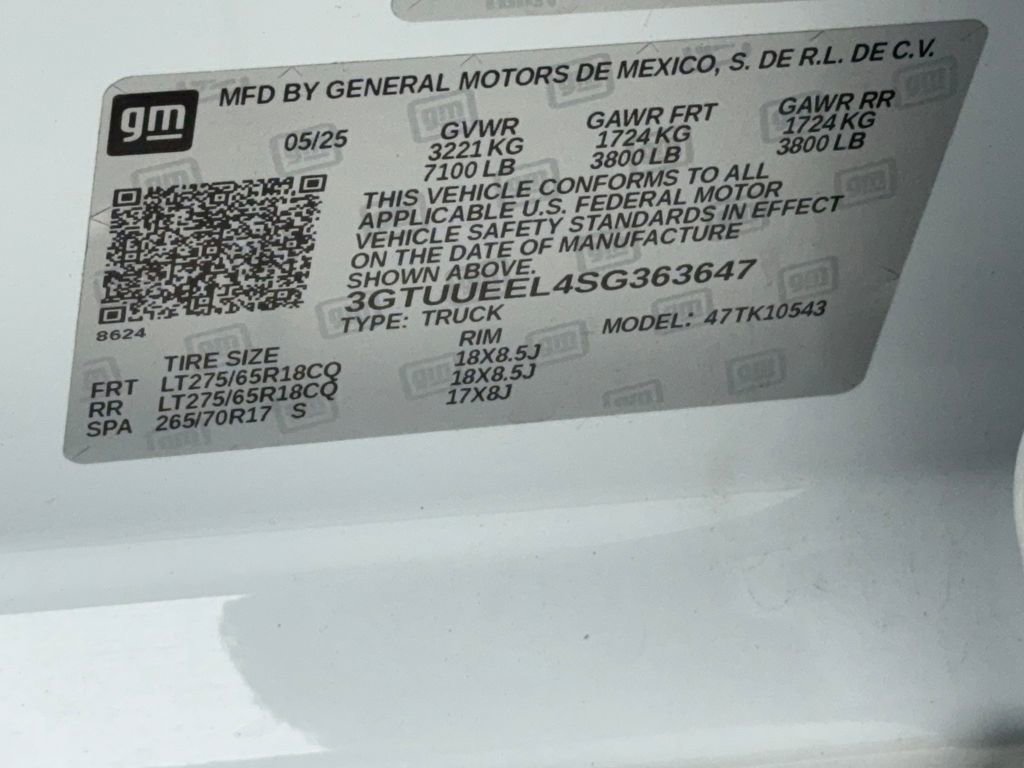 gm
MFD BY GENERAL MOTORS DE MEXICO, S. DE R.L. DE C.V.
05/25 GVWR GAWR FRT GAWR RR
3221 KG 1724 KG 1724 KG
7100 LB 3800 LB 3800 LB
THIS VEHICLE CONFORMS TO ALL
APPLICABLE U.S. FEDERAL MOTOR
VEHICLE SAFETY STANDARDS IN EFFECT
ON THE DATE OF MANUFACTURE
SHOWN ABOVE.
3GTUUEEL4SG363647
TYPE: TRUCK MODEL: 47TK10543
8624
TIRE SIZE RIM
FRT LT275/65R18CQ 18X8.5J
RR LT275/65R18CQ 18X8.5J
SPA 265/70R17 S 17X8J